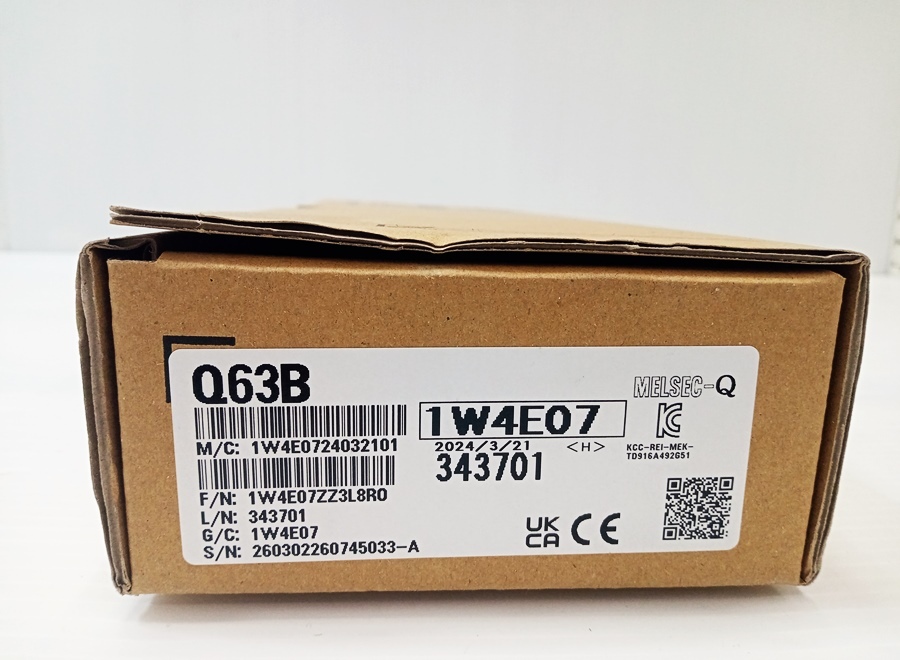 Q63B
MELSEC-Q
1W4E07
M/C: 1W4E0724032101
2024/3/21 <H>
KCC-REI-MEK-
TD916A492G51
343701
F/N: 1W4E07ZZ3L8R0
L/N: 343701
G/C: 1W4E07
S/N: 260302260745033-A
UK
CA CE